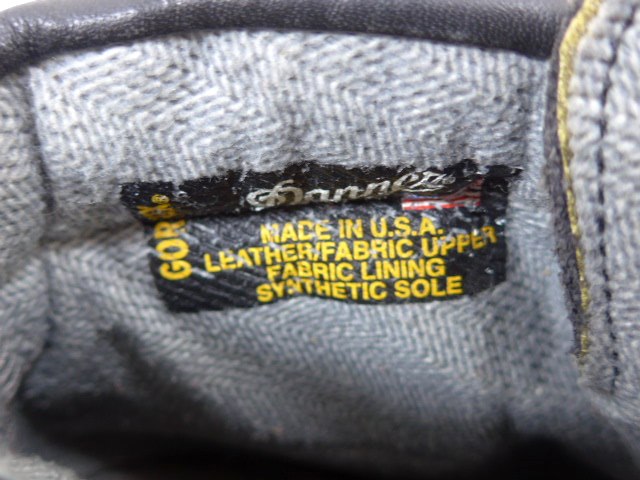 Danner
GORE
MADE IN U.S.A.
LEATHER/FABRIC UPPER
FABRIC LINING
SYNTHETIC SOLE